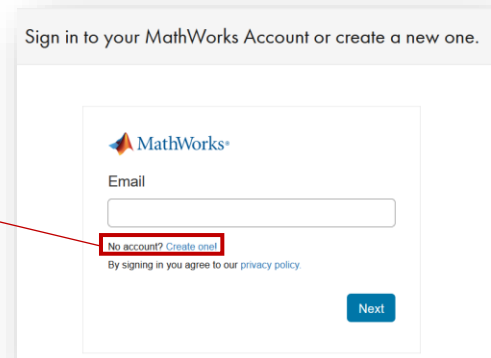 Sign in to your MathWorks Account or create a new one.
MathWorks®
Email
No account? Create one!
By signing in you agree to our privacy policy.
Next